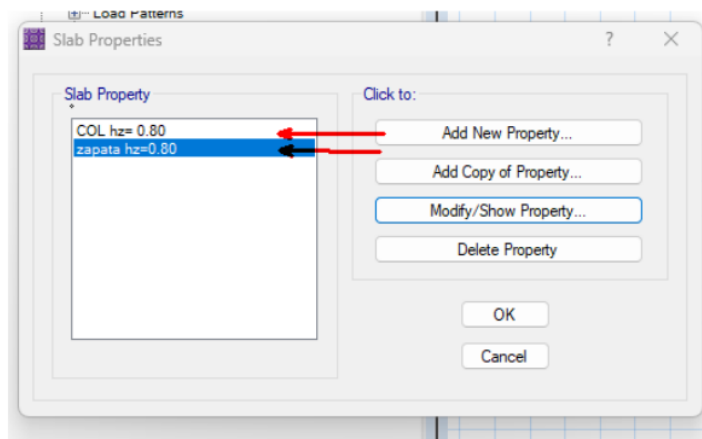 Load Patterns
Slab Properties
?
Slab Property
COL hz= 0.80
zapata hz=0.80
Click to:
Add New Property...
Add Copy of Property...
Modify/Show Property...
Delete Property
OK
Cancel